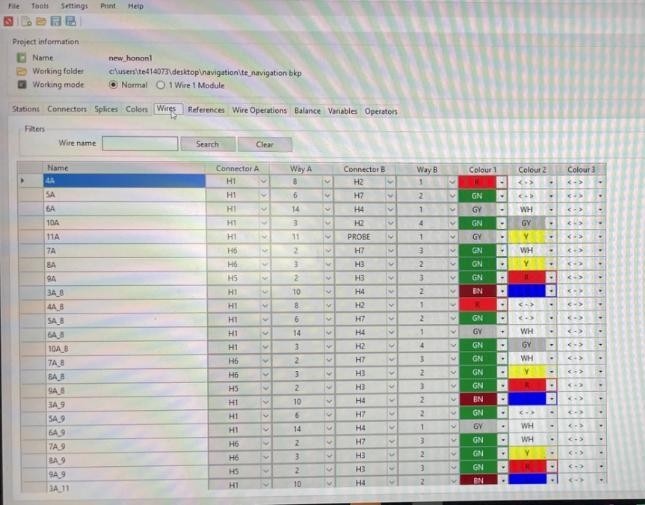 File Tools Settings Print Help
Project information
Name new_honon1
Working folder c:\users\te414073\desktop\navigation\te_navigation bkp
Working mode Normal 1 Wire 1 Module
Stations Connectors Splices Colors Wires References Wire Operations Balance Variables Operators
Filters
Wire name Search Clear
Name Connector A Way A Connector B Way B Colour 1 Colour 2 Colour 3
4A H1 8 H2 1 R <-> <->
5A H1 6 H7 2 GN <-> <->
6A H1 14 H4 1 GY WH <->
10A H1 3 H2 4 GN GY <->
11A H1 11 PROBE 1 GY Y <->
7A H6 2 H7 3 GN WH <->
8A H6 3 H3 2 GN Y <->
9A H5 2 H3 3 GN R <->
3A_8 H1 10 H4 2 BN <->
4A_8 H1 8 H2 1 R <-> <->
5A_8 H1 6 H7 2 GN <-> <->
6A_8 H1 14 H4 1 GY WH <->
10A_8 H1 3 H2 4 GN GY <->
7A_8 H6 2 H7 3 GN WH <->
8A_8 H6 3 H3 2 GN Y <->
9A_8 H5 2 H3 3 GN R <->
3A_9 H1 10 H4 2 BN <->
5A_9 H1 6 H7 2 GN <-> <->
6A_9 H1 14 H4 1 GY WH <->
7A_9 H6 2 H7 3 GN WH <->
8A_9 H6 3 H3 2 GN Y <->
9A_9 H5 2 H3 3 GN R <->
3A_11 H1 10 H4 2 BN <->